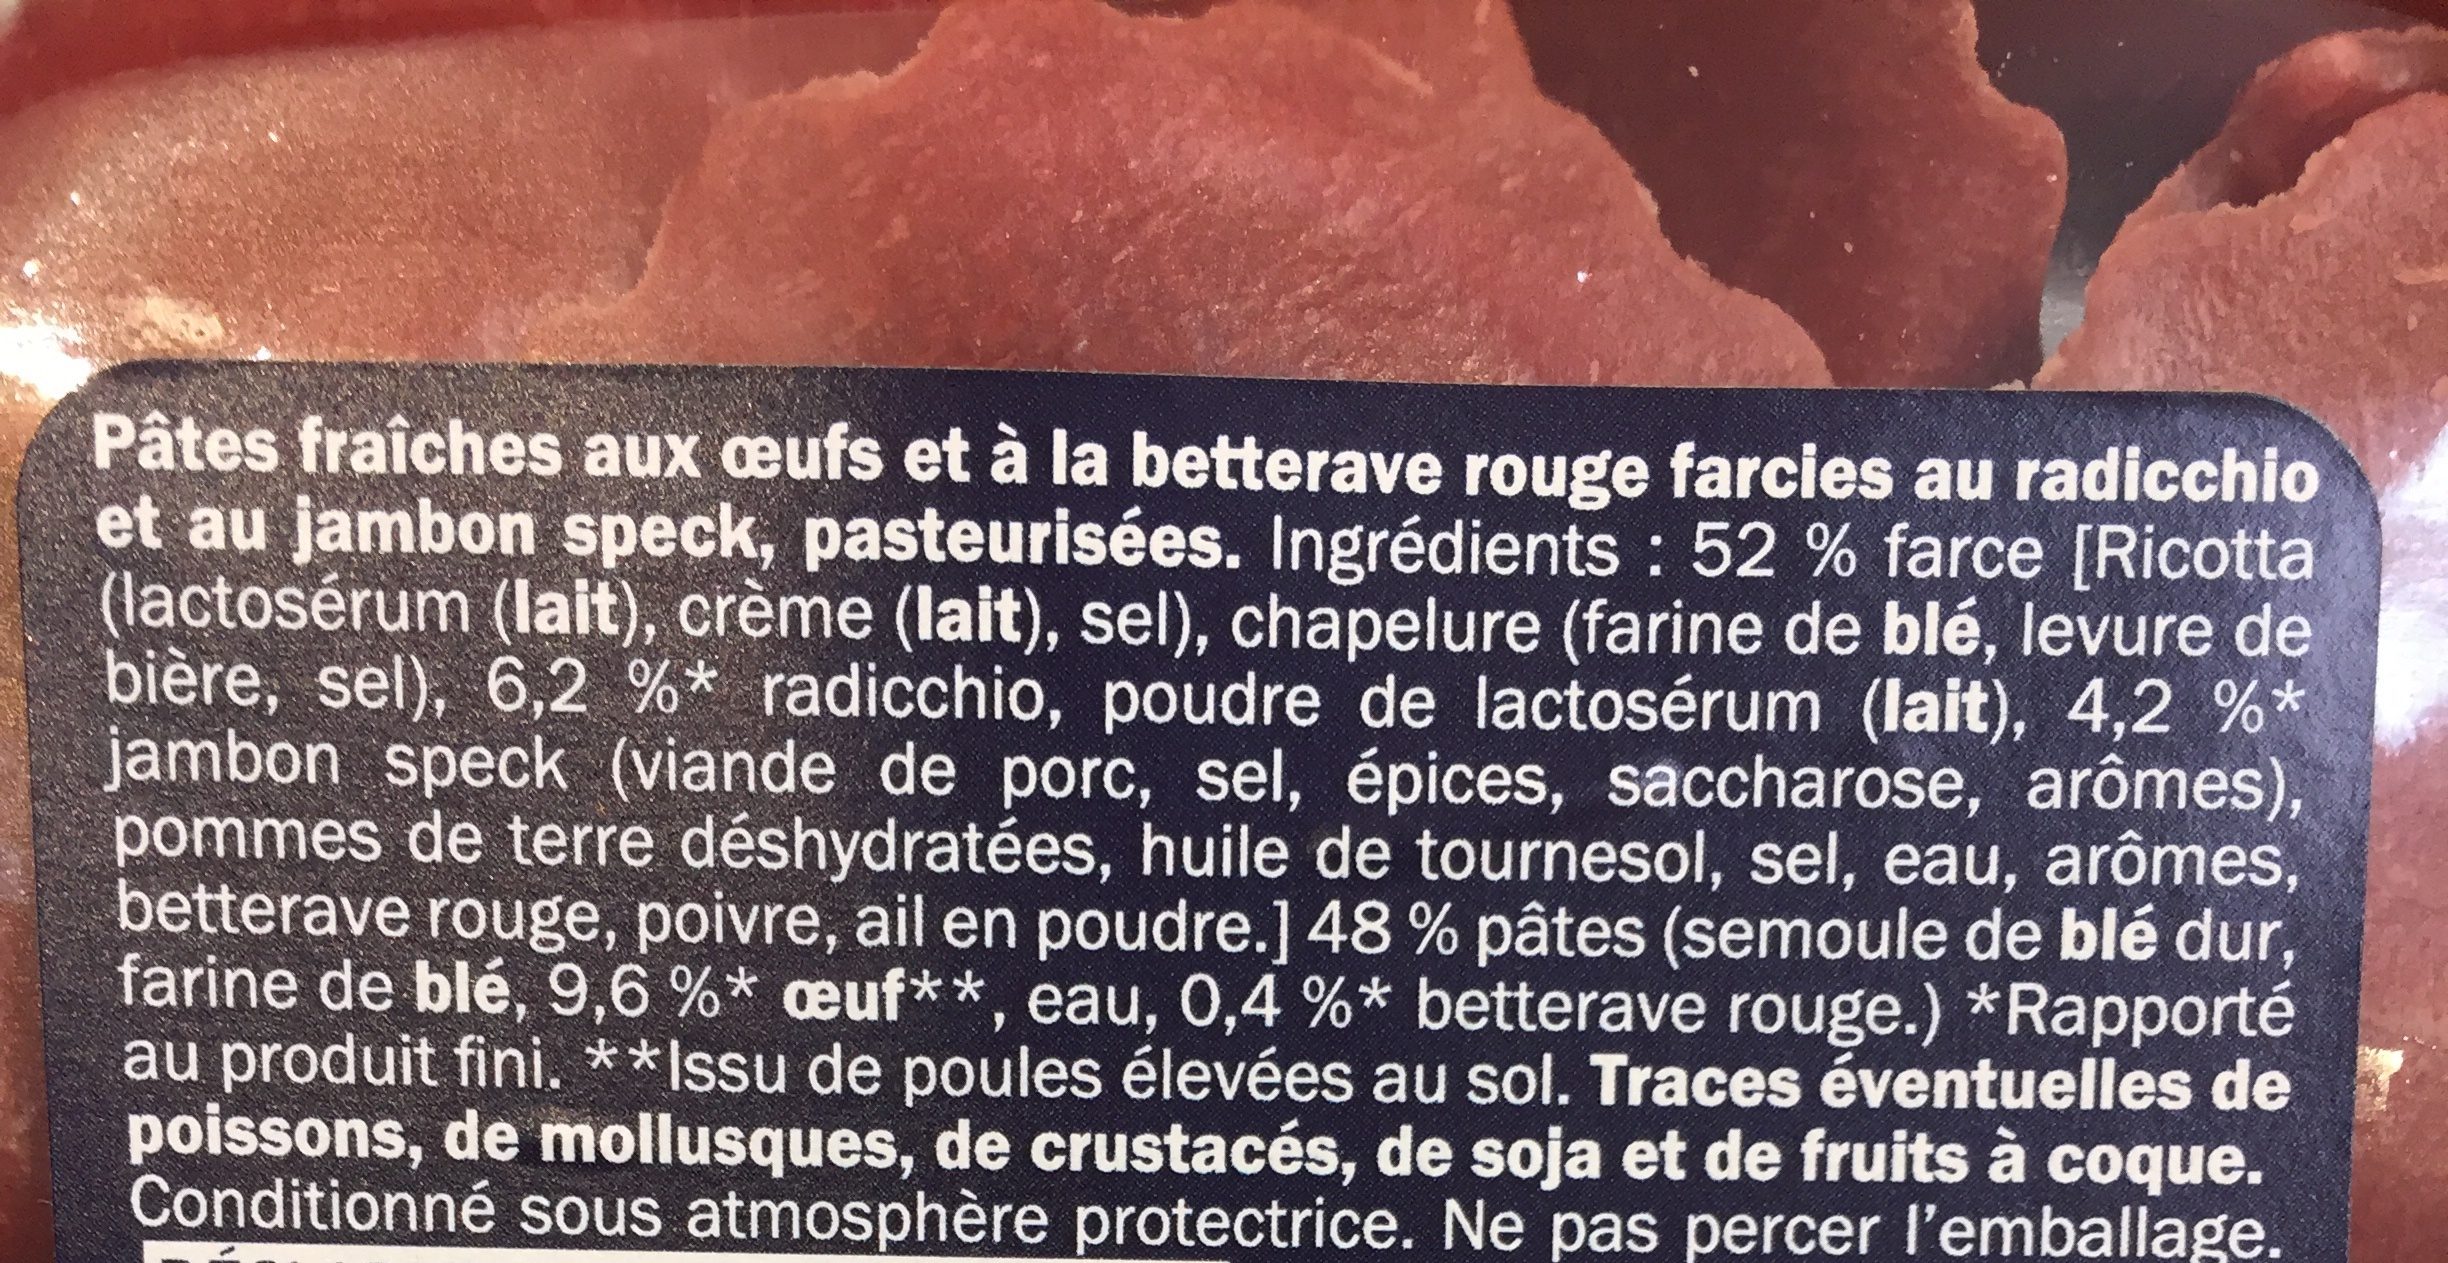 Pâtes fraîches aux œufs et à la betterave rouge farcies au radicchio
et au jambon speck, pasteurisées. Ingrédients : 52 % farce [Ricotta
(lactosérum (lait), crème (lait), sel), chapelure (farine de blé, levure de
bière, sel), 6,2 %* radicchio, poudre de lactosérum (lait), 4,2 %*
jambon speck (viande de porc, sel, épices, saccharose, arômes),
pommes de terre déshydratées, huile de tournesol, sel, eau, arômes,
betterave rouge, poivre, ail en poudre.] 48 % pâtes (semoule de blé dur,
farine de blé, 9,6 %* œuf**, eau, 0,4 %* betterave rouge.) *Rapporté
au produit fini. **Issu de poules élevées au sol. Traces éventuelles de
poissons, de mollusques, de crustacés, de soja et de fruits à coque.
Conditionné sous atmosphère protectrice. Ne pas percer l'emballage.